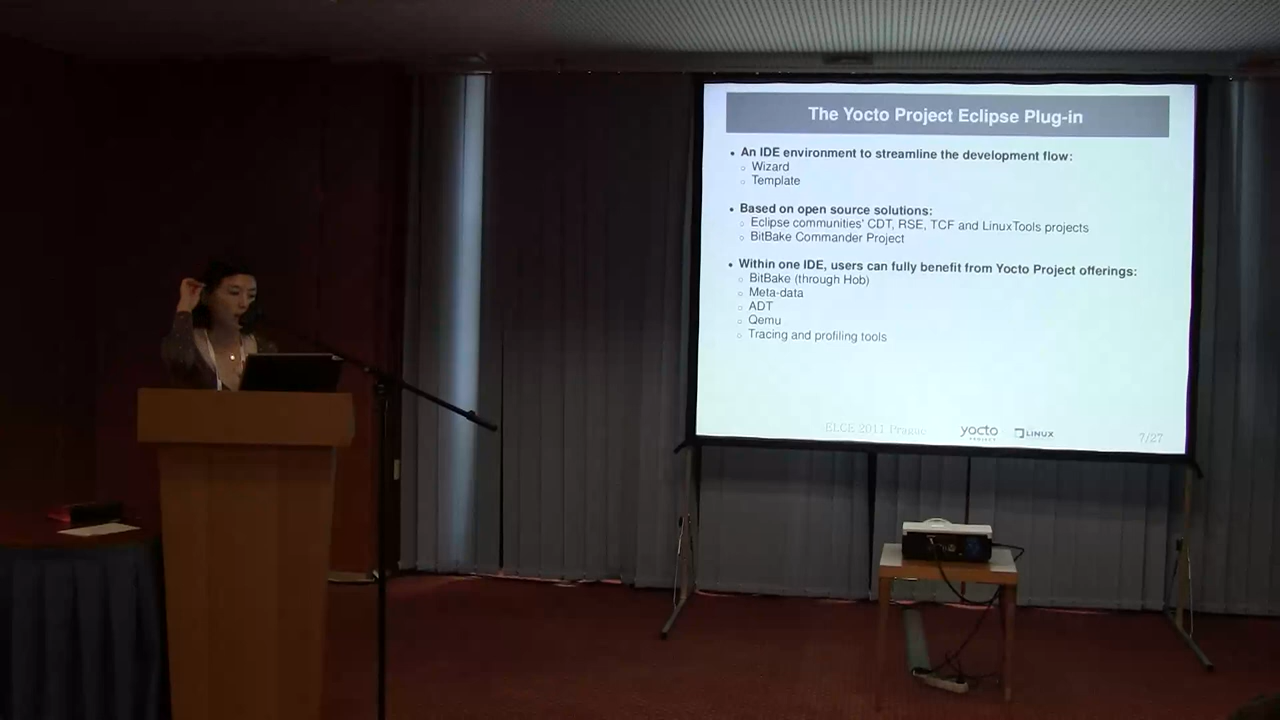 The Yocto Project Eclipse Plug-in
• An IDE environment to streamline the development flow:
○ Wizard
○ Template
• Based on open source solutions:
○ Eclipse communities' CDT, RSE, TCF and LinuxTools projects
○ BitBake Commander Project
• Within one IDE, users can fully benefit from Yocto Project offerings:
○ BitBake (through Hob)
○ Meta-data
○ ADT
○ Qemu
○ Tracing and profiling tools
ELCE 2011 Prague
yocto
PROJECT
LINUX
7/27